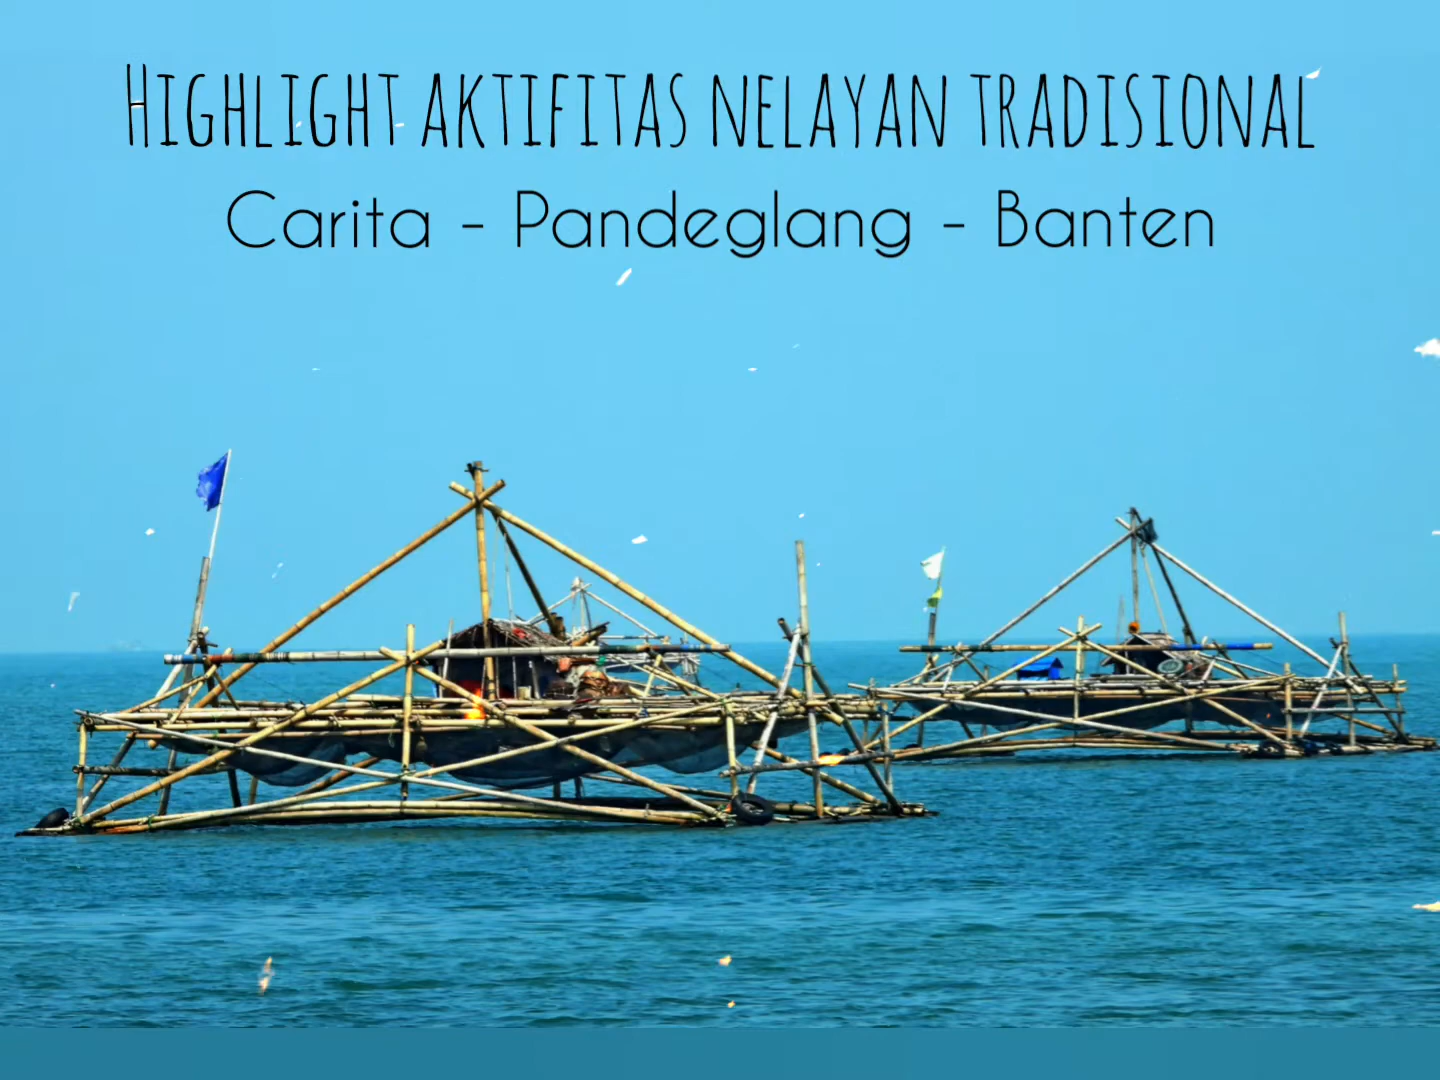 Highlight aktifitas nelayan tradisional
Carita - Pandeglang - Banten